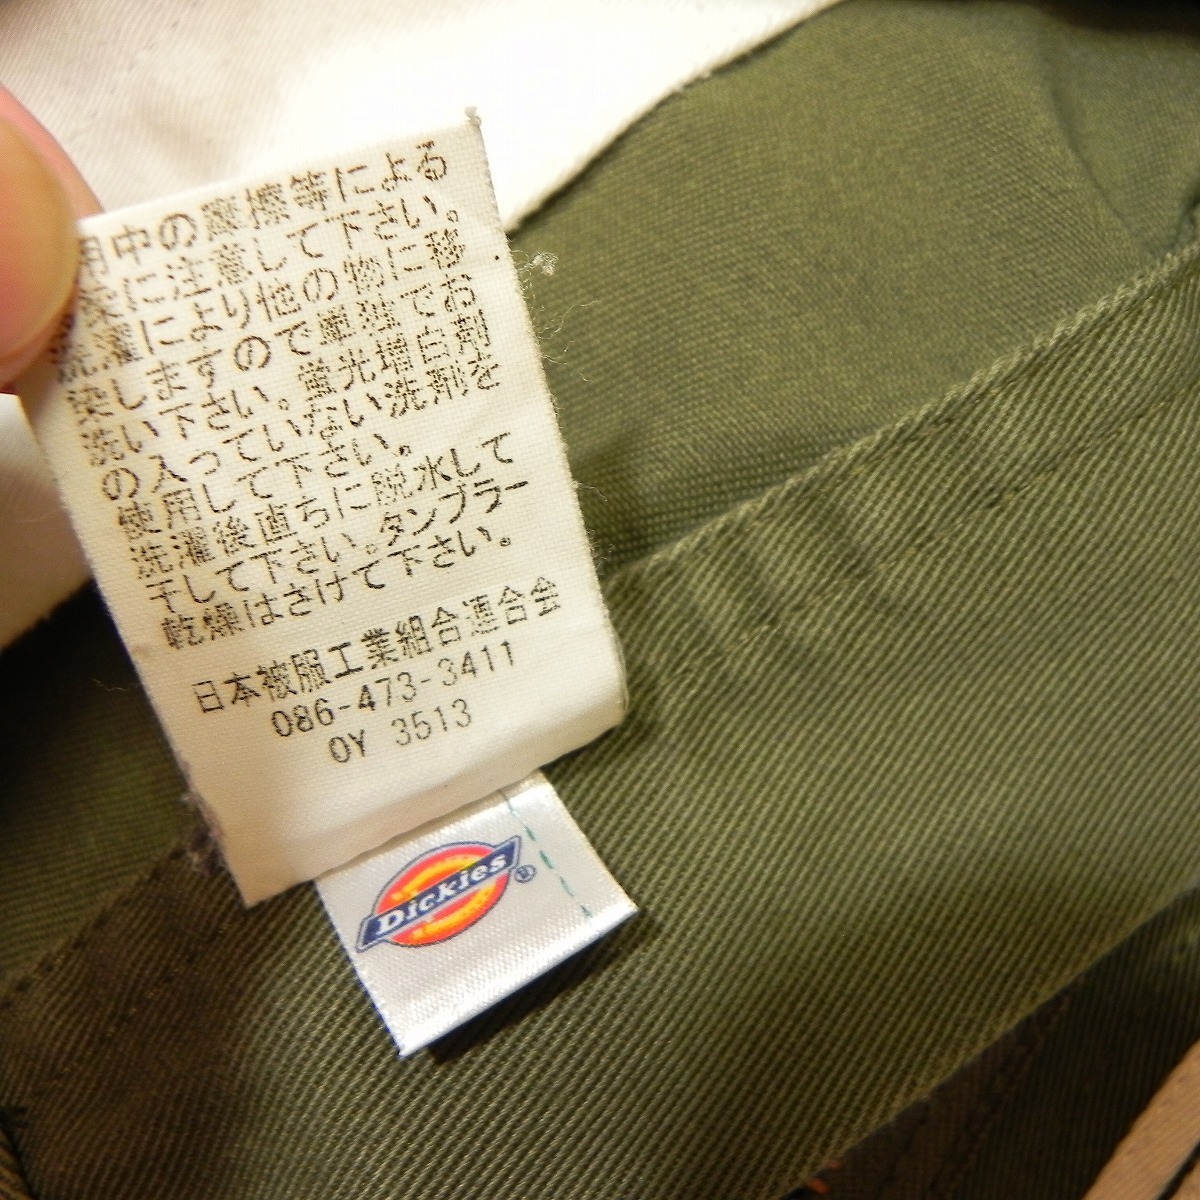 用中の摩擦等による
に注意して下さい。
洗濯により他の物に移
染しますので単独でお
洗い下さい。蛍光増白剤
の入っていない洗剤を
使用して下さい。
洗濯後直ちに脱水して
干して下さい。タンブラー
乾燥はさけて下さい。
日本被服工業組合連合会
086-473-3411
OY 3513
Dickies®